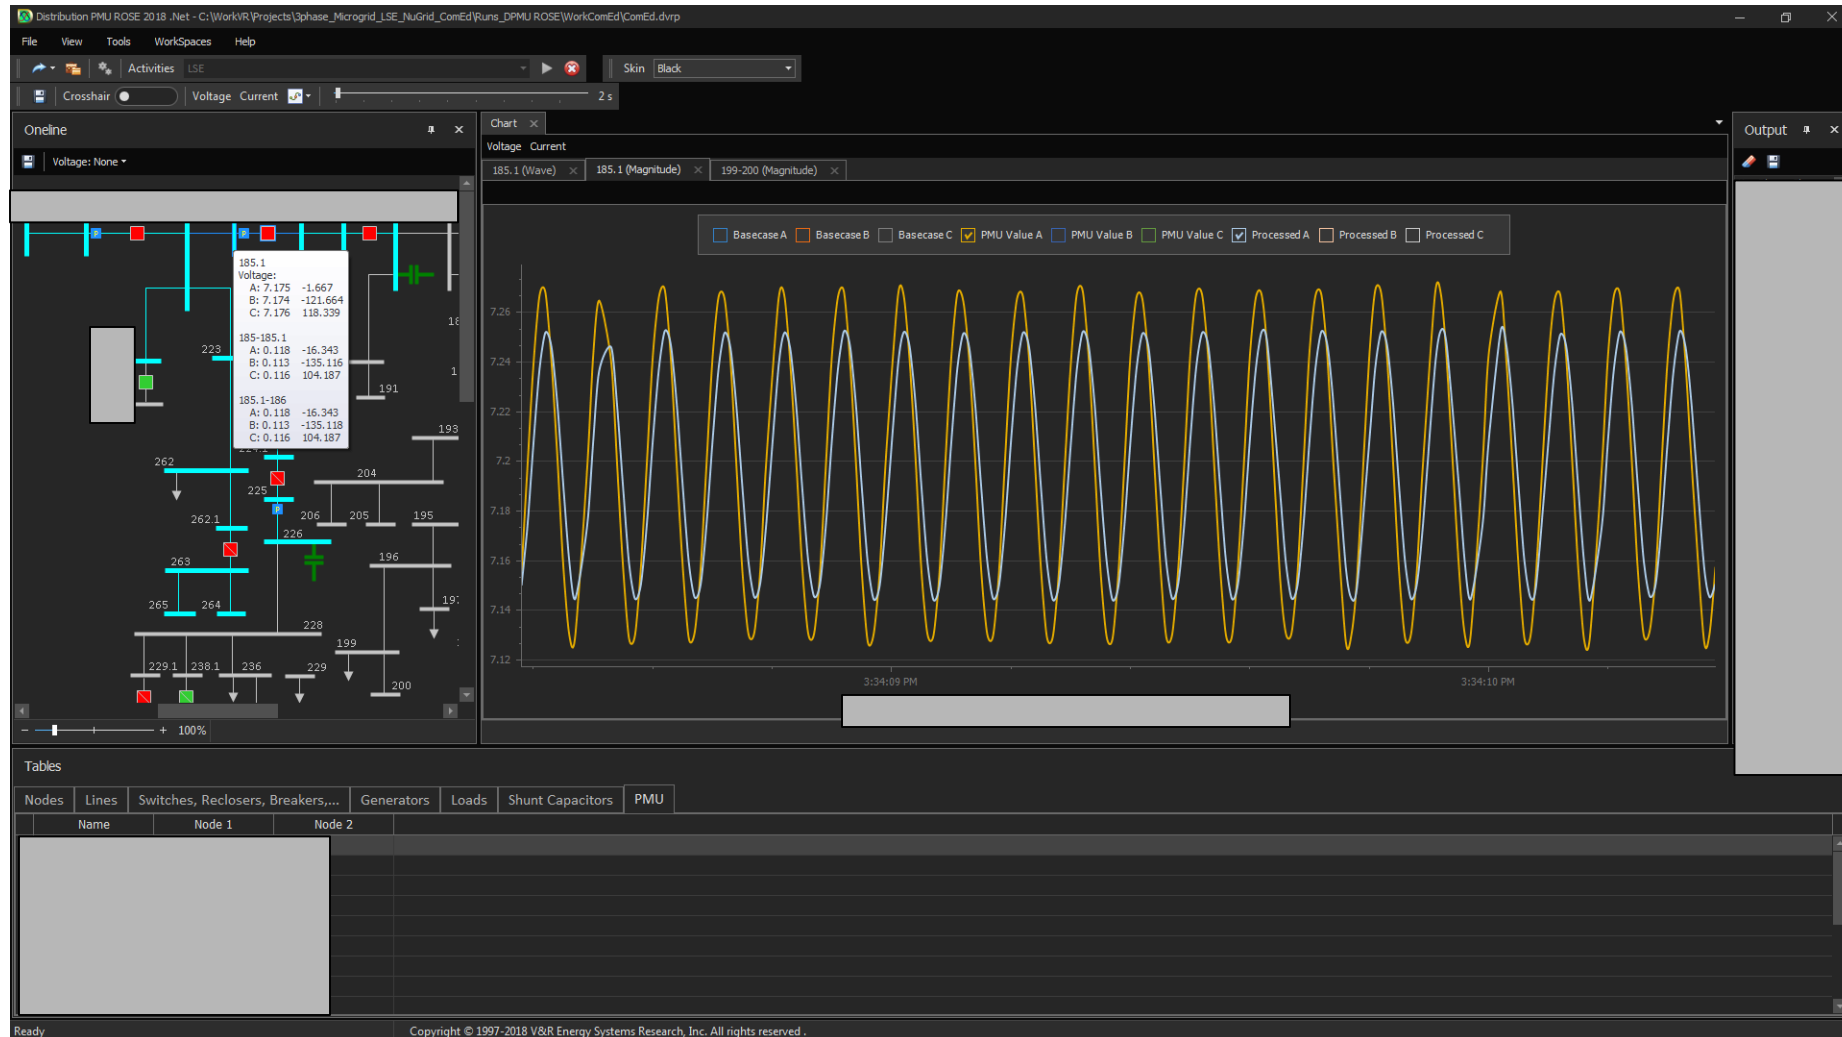 Distribution PMU ROSE 2018 .Net - C:\WorkVR\Projects\3phase_Microgrid_LSE_NuGrid_ComEd\Runs_DPMU ROSE\WorkComEd\ComEd.dvrp
File View Tools WorkSpaces Help
Activities LSE Skin Black
Crosshair Voltage Current 2 s
Oneline
Voltage: None
185.1
Voltage:
A: 7.175 -1.667
B: 7.174 -121.664
C: 7.176 118.339
185-185.1
A: 0.118 -16.343
B: 0.113 -135.116
C: 0.116 104.187
185.1-186
A: 0.118 -16.343
B: 0.113 -135.118
C: 0.116 104.187
223
191
193
262
204
225
262.1
206 205 195
226
263
196
265 264
228
199
229.1 238.1 236 229
200
100%
Chart
Voltage Current
185.1 (Wave) 185.1 (Magnitude) 199-200 (Magnitude)
Basecase A Basecase B Basecase C PMU Value A PMU Value B PMU Value C Processed A Processed B Processed C
7.26
7.24
7.22
7.2
7.18
7.16
7.14
7.12
3:34:09 PM 3:34:10 PM
Output
Tables
Nodes Lines Switches, Reclosers, Breakers,... Generators Loads Shunt Capacitors PMU
Name Node 1 Node 2
Ready Copyright © 1997-2018 V&R Energy Systems Research, Inc. All rights reserved .